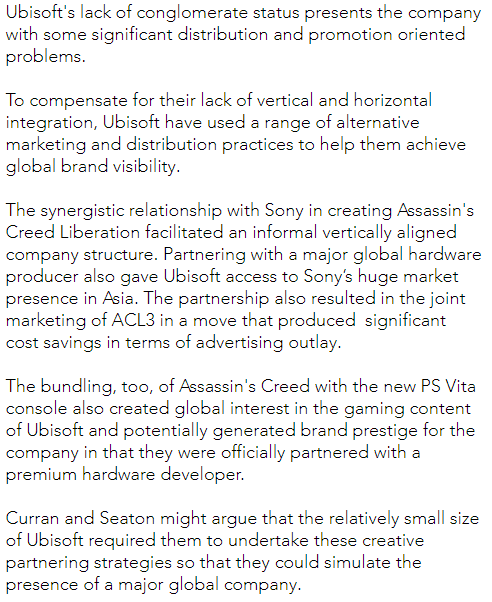 Ubisoft's lack of conglomerate status presents the company
with some significant distribution and promotion oriented
problems.
To compensate for their lack of vertical and horizontal
integration, Ubisoft have used a range of alternative
marketing and distribution practices to help them achieve
global brand visibility.
The synergistic relationship with Sony in creating Assassin's
Creed Liberation facilitated an informal vertically aligned
company structure. Partnering with a major global hardware
producer also gave Ubisoft access to Sony’s huge market
presence in Asia. The partnership also resulted in the joint
marketing of ACL3 in a move that produced  significant
cost savings in terms of advertising outlay.
The bundling, too, of Assassin's Creed with the new PS Vita
console also created global interest in the gaming content
of Ubisoft and potentially generated brand prestige for the
company in that they were officially partnered with a
premium hardware developer.
Curran and Seaton might argue that the relatively small size
of Ubisoft required them to undertake these creative
partnering strategies so that they could simulate the
presence of a major global company.